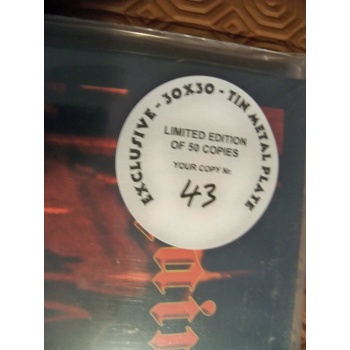 EXCLUSIVE - 30X30 - TIN METAL PLATE
LIMITED EDITION
OF 50 COPIES
YOUR COPY Nr.
43